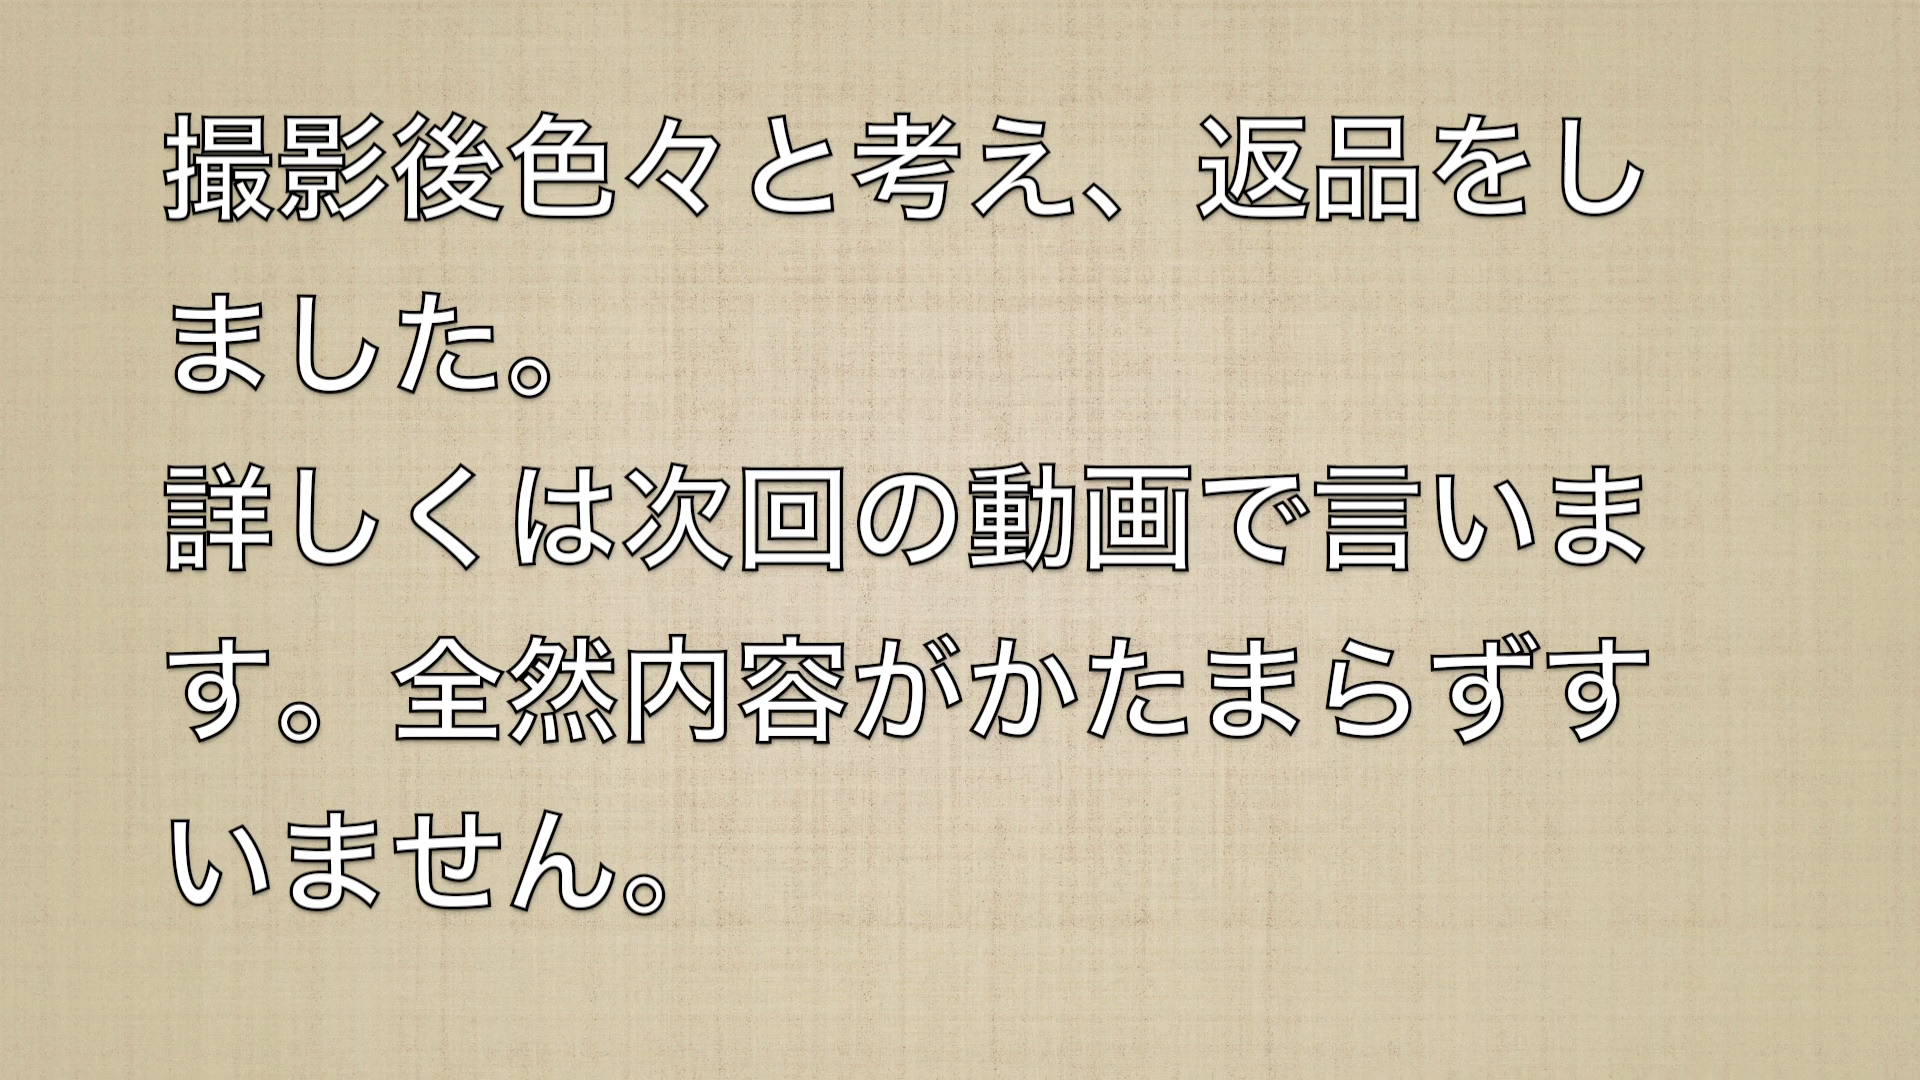 撮影後色々と考え、返品をし
ました。
詳しくは次回の動画で言いま
す。全然内容がかたまらずす
いません。